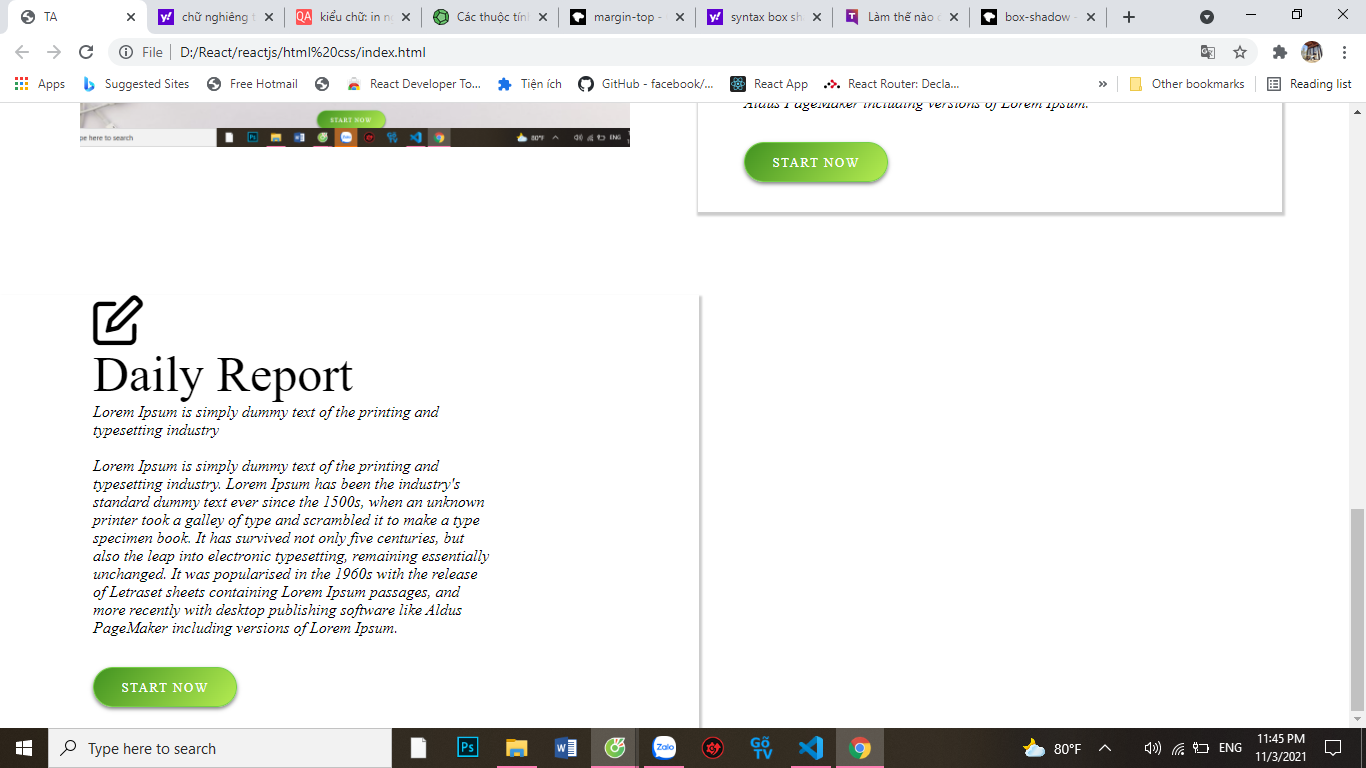 TA
chữ nghiêng t
kiểu chữ: in n
Các thuộc tính
margin-top -
syntax box sh
Làm thế nào
box-shadow -
File
D:/React/reactjs/html%20css/index.html
Apps
Suggested Sites
Free Hotmail
React Developer To...
Tiện ích
GitHub - facebook/...
React App
React Router: Decla...
»
Other bookmarks
Reading list
START NOW
pe here to search
80°F
ENG
Aldus PageMaker including versions of Lorem Ipsum.
START NOW
Daily Report
Lorem Ipsum is simply dummy text of the printing and
typesetting industry
Lorem Ipsum is simply dummy text of the printing and
typesetting industry. Lorem Ipsum has been the industry's
standard dummy text ever since the 1500s, when an unknown
printer took a galley of type and scrambled it to make a type
specimen book. It has survived not only five centuries, but
also the leap into electronic typesetting, remaining essentially
unchanged. It was popularised in the 1960s with the release
of Letraset sheets containing Lorem Ipsum passages, and
more recently with desktop publishing software like Aldus
PageMaker including versions of Lorem Ipsum.
START NOW
Type here to search
Ps
W
Zalo
Gõ
TV
80°F
ENG
11:45 PM
11/3/2021